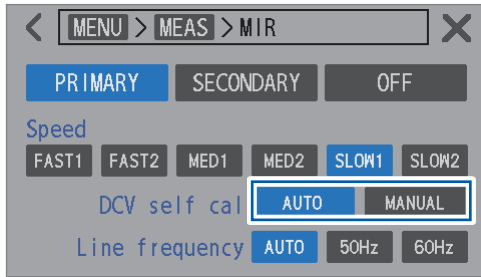 MENU > MEAS > MIR
PRIMARY SECONDARY OFF
Speed
FAST1 FAST2 MED1 MED2 SLOW1 SLOW2
DCV self cal AUTO MANUAL
Line frequency AUTO 50Hz 60Hz